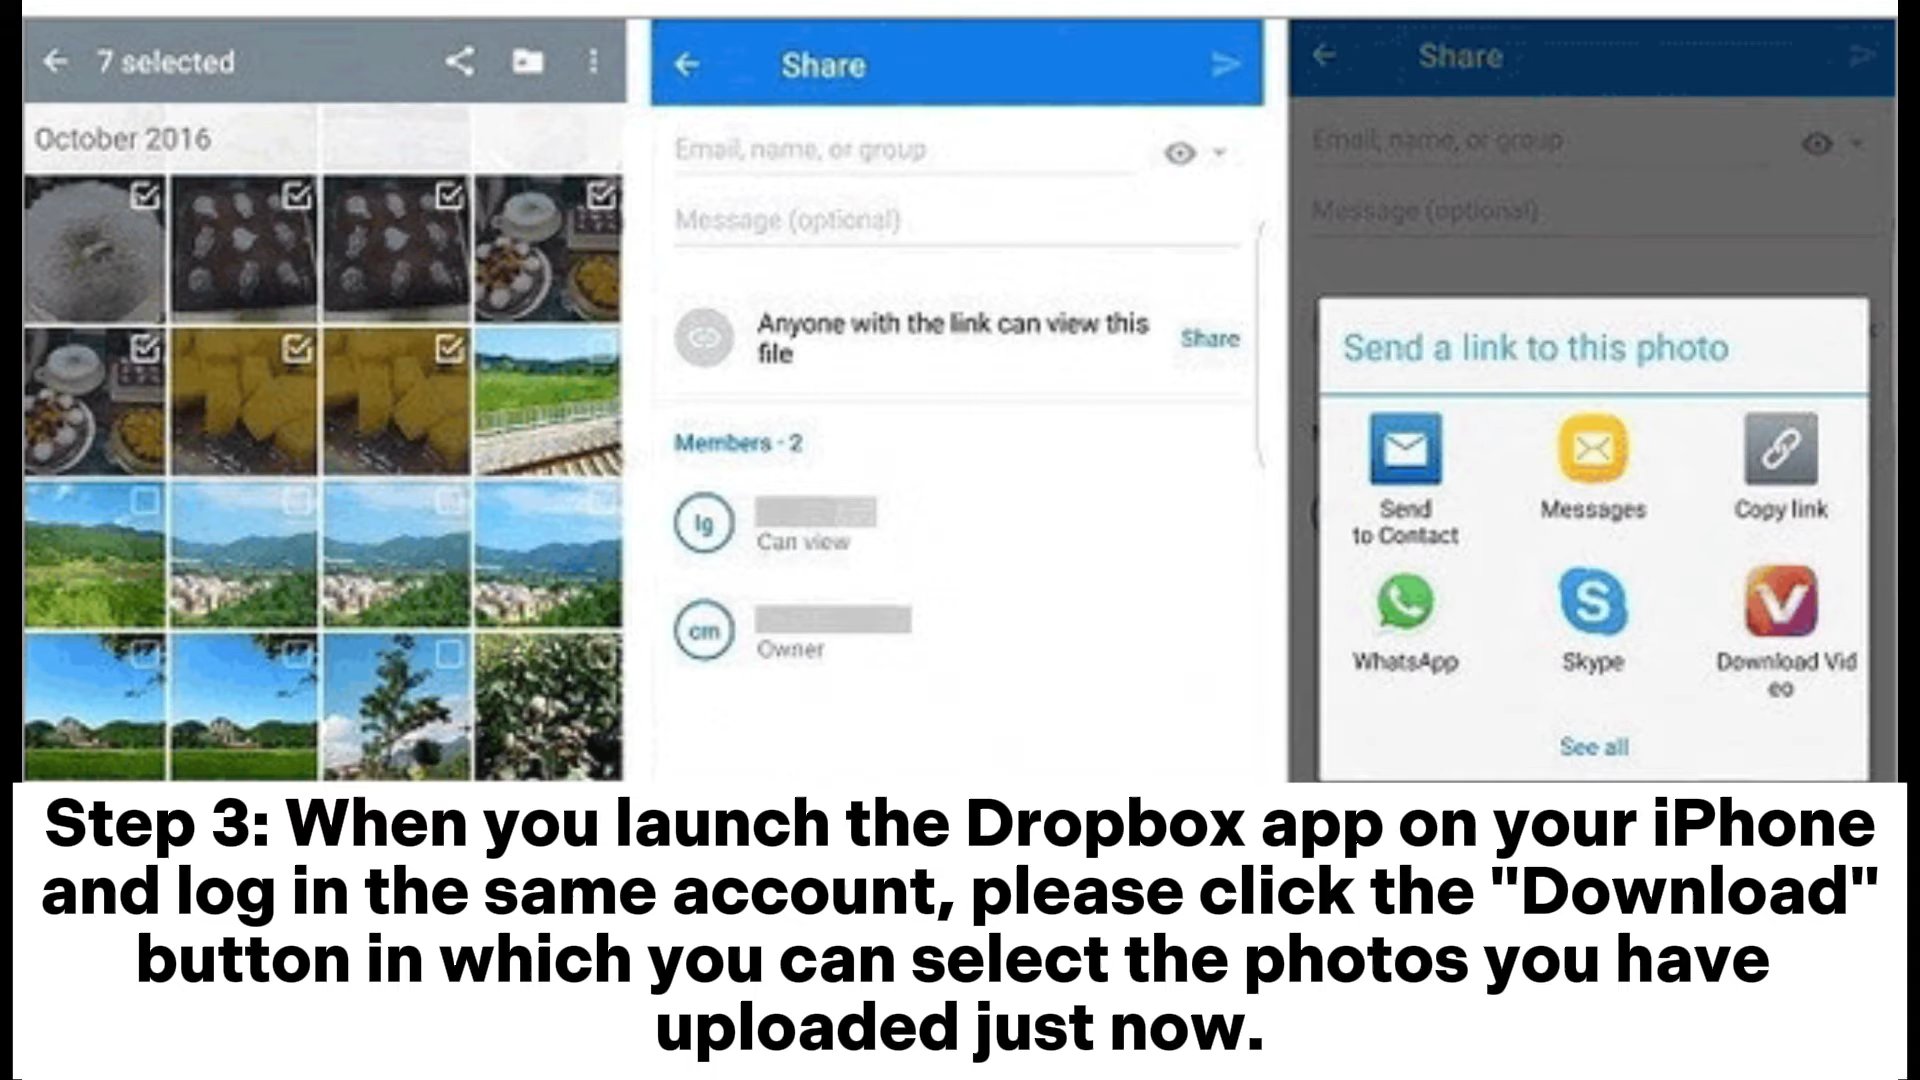 7 selected
October 2016
Share
Email, name, or group
Message (optional)
Anyone with the link can view this
file
Share
Members - 2
lg
Can view
cm
Owner
Share
Email, name, or group
Message (optional)
Send a link to this photo
Send
to Contact
Messages
Copy link
WhatsApp
Skype
Download Vid
eo
See all
Step 3: When you launch the Dropbox app on your iPhone
and log in the same account, please click the "Download"
button in which you can select the photos you have
uploaded just now.